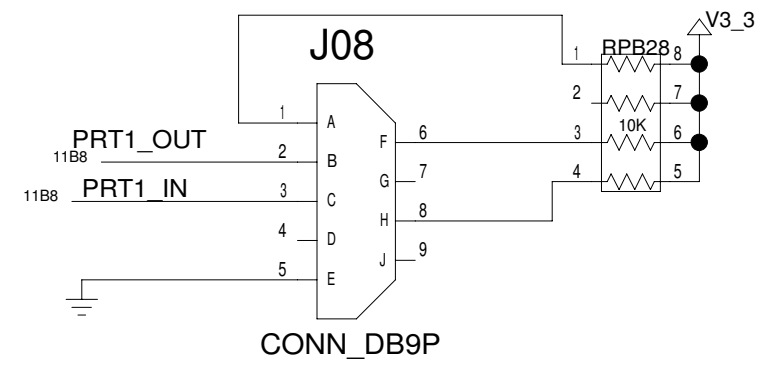 V3_3
J08
RPB28
1 8
2 7
10K
3 6
4 5
1 A
PRT1_OUT
11B8 2 B
F 6
PRT1_IN
11B8 3 C
G 7
4 D
H 8
5 E
J 9
CONN_DB9P